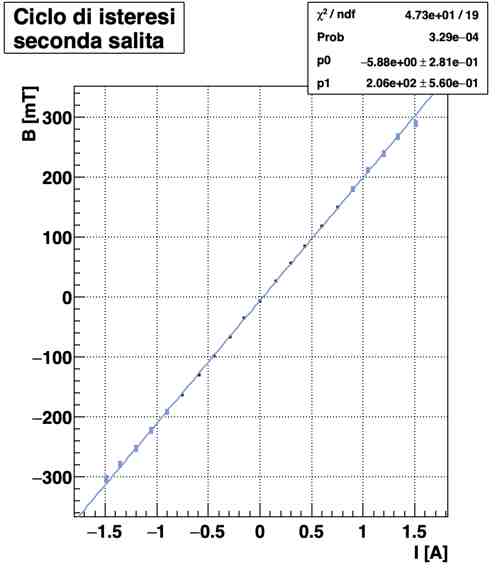 Ciclo di isteresi
seconda salita
χ² / ndf 4.73e+01 / 19
Prob 3.29e−04
p0 −5.88e+00 ± 2.81e−01
p1 2.06e+02 ± 5.60e−01
B [mT]
300
200
100
0
−100
−200
−300
−1.5 −1 −0.5 0 0.5 1 1.5
I [A]